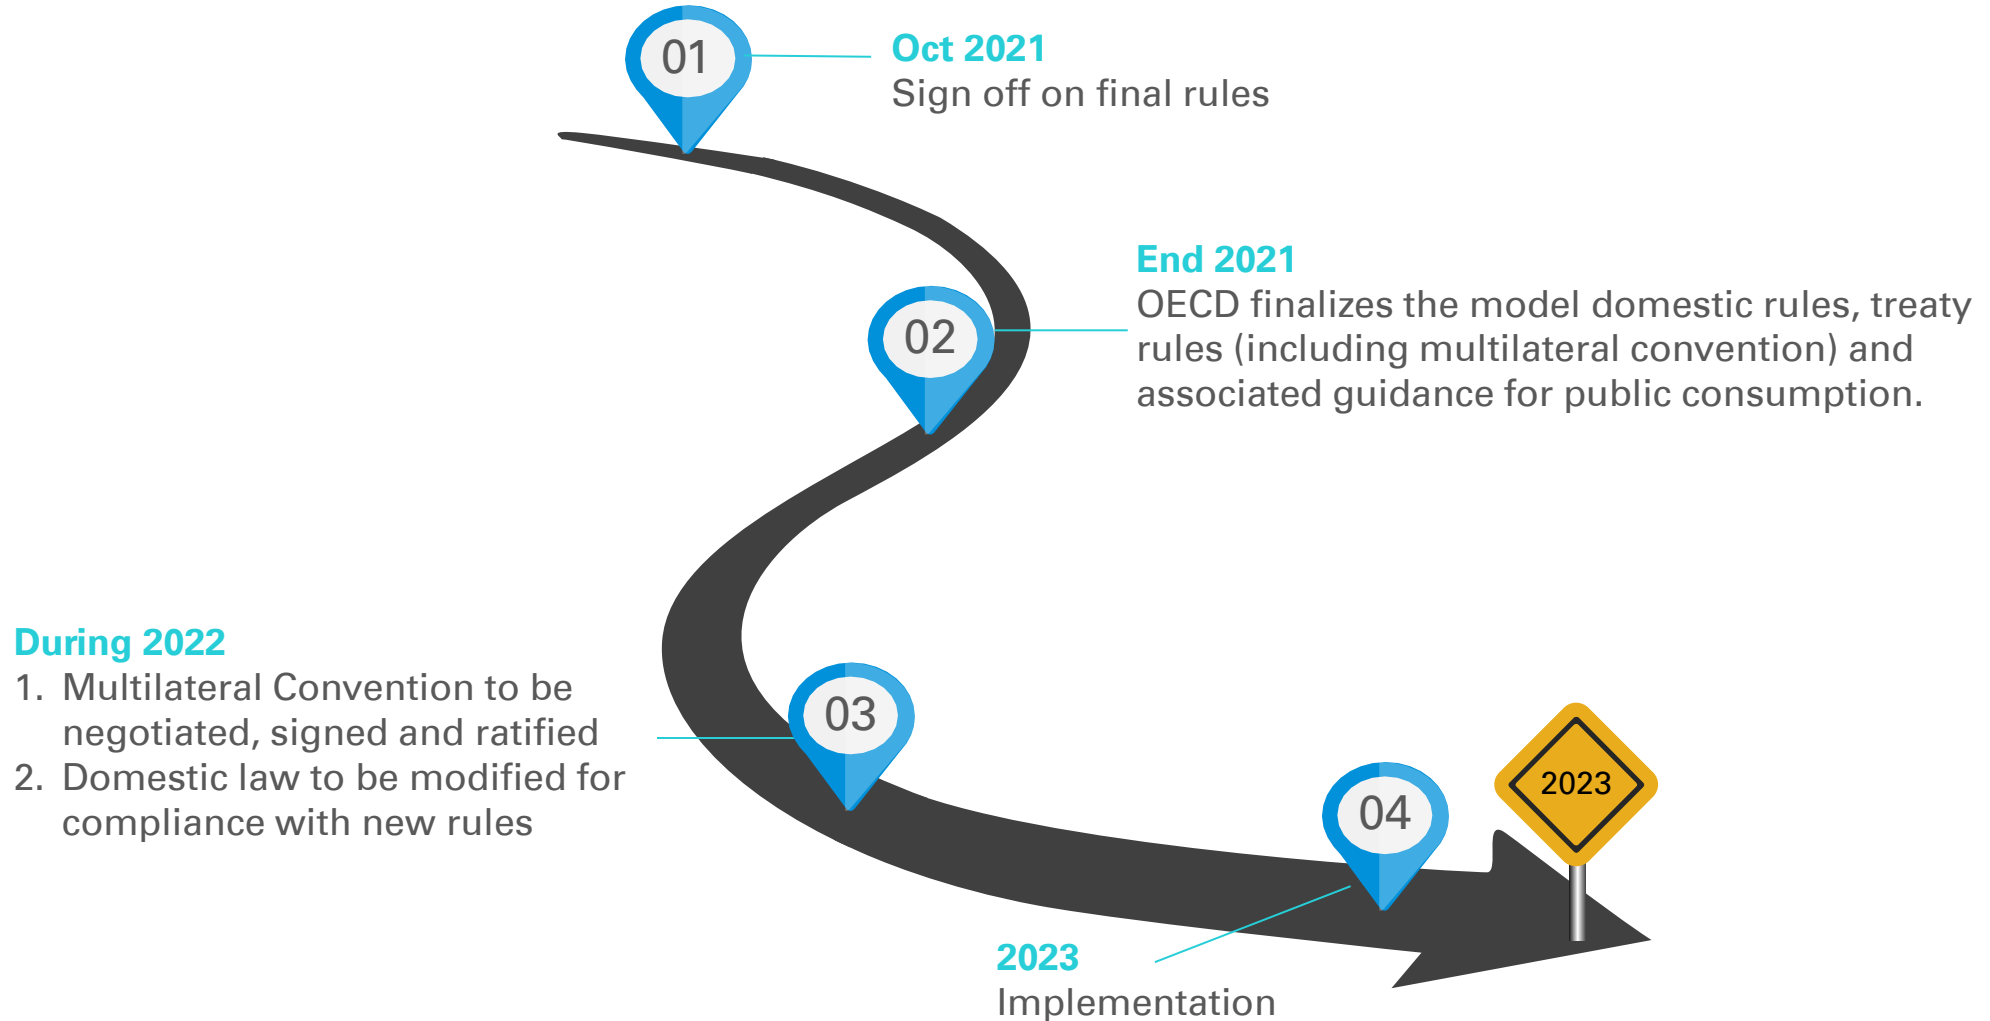 01
Oct 2021
Sign off on final rules
02
End 2021
OECD finalizes the model domestic rules, treaty
rules (including multilateral convention) and
associated guidance for public consumption.
During 2022
1. Multilateral Convention to be
negotiated, signed and ratified
2. Domestic law to be modified for
compliance with new rules
03
04
2023
2023
Implementation